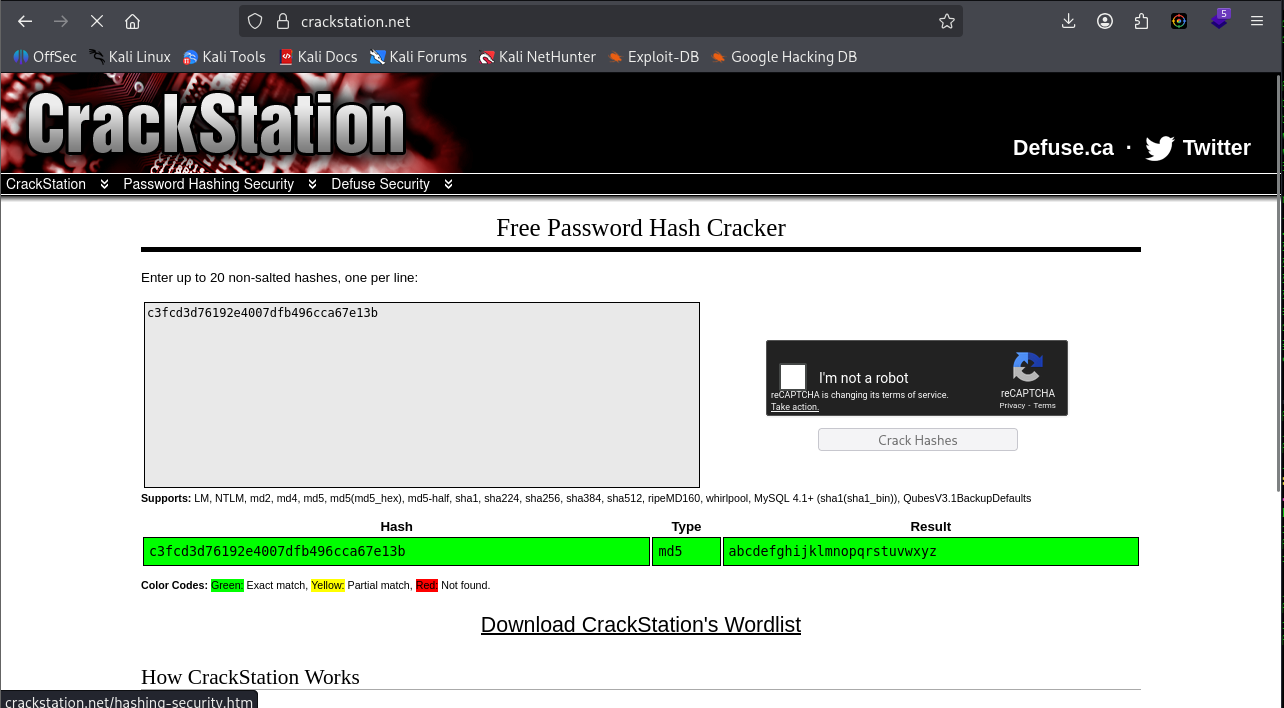 crackstation.net
5
OffSec Kali Linux Kali Tools Kali Docs Kali Forums Kali NetHunter Exploit-DB Google Hacking DB
CrackStation
Defuse.ca · Twitter
CrackStation Password Hashing Security Defuse Security
Free Password Hash Cracker
Enter up to 20 non-salted hashes, one per line:
c3fcd3d76192e4007dfb496cca67e13b
I'm not a robot
reCAPTCHA is changing its terms of service.
Take action.
reCAPTCHA
Privacy - Terms
Crack Hashes
Supports: LM, NTLM, md2, md4, md5, md5(md5_hex), md5-half, sha1, sha224, sha256, sha384, sha512, ripeMD160, whirlpool, MySQL 4.1+ (sha1(sha1_bin)), QubesV3.1BackupDefaults
Hash Type Result
c3fcd3d76192e4007dfb496cca67e13b md5 abcdefghijklmnopqrstuvwxyz
Color Codes: Green: Exact match, Yellow: Partial match, Red: Not found.
Download CrackStation's Wordlist
How CrackStation Works
crackstation.net/hashing-security.htm